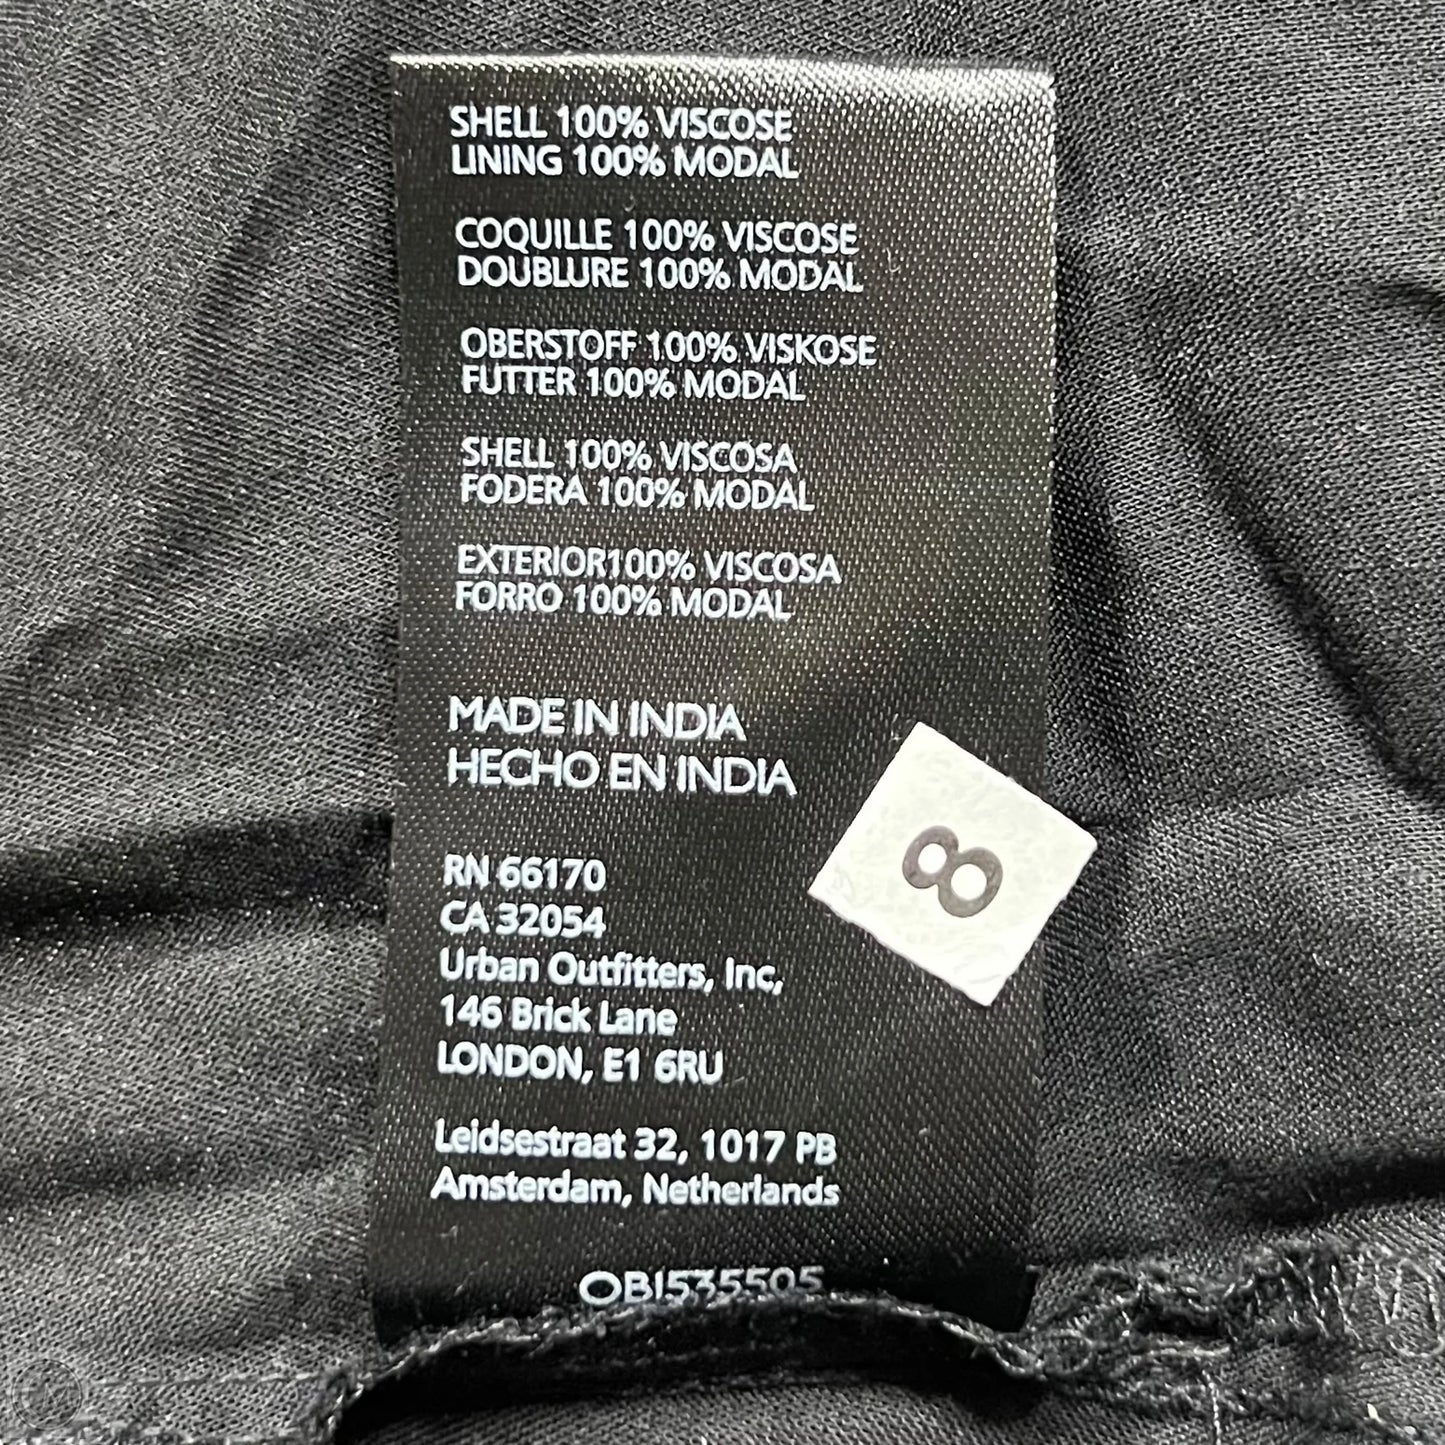 SHELL 100% VISCOSE
LINING 100% MODAL
COQUILLE 100% VISCOSE
DOUBLURE 100% MODAL
OBERSTOFF 100% VISKOSE
FUTTER 100% MODAL
SHELL 100% VISCOSA
FODERA 100% MODAL
EXTERIOR100% VISCOSA
FORRO 100% MODAL
MADE IN INDIA
HECHO EN INDIA
8
RN 66170
CA 32054
Urban Outfitters, Inc,
146 Brick Lane
LONDON, E1 6RU
Leidsestraat 32, 1017 PB
Amsterdam, Netherlands
OB1535505